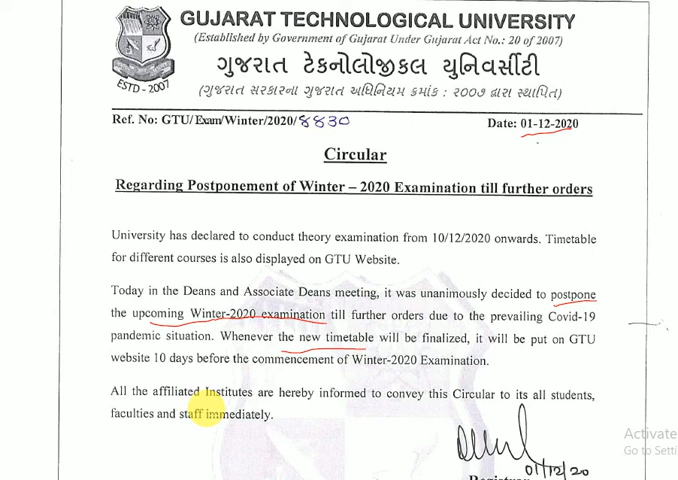 GUJARAT TECHNOLOGICAL UNIVERSITY
(Established by Government of Gujarat Under Gujarat Act No.: 20 of 2007)
ગુજરાત ટેકનોલોજીકલ યુનિવર્સીટી
(ગુજરાત સરકારના ગુજરાત અધિનિયમ ક્રમાંક : ૨૦૦૭ દ્વારા સ્થાપિત)
ESTD - 2007
Ref. No: GTU/Exam/Winter/2020/8830 Date: 01-12-2020
Circular
Regarding Postponement of Winter – 2020 Examination till further orders
University has declared to conduct theory examination from 10/12/2020 onwards. Timetable
for different courses is also displayed on GTU Website.
Today in the Deans and Associate Deans meeting, it was unanimously decided to postpone
the upcoming Winter-2020 examination till further orders due to the prevailing Covid-19
pandemic situation. Whenever the new timetable will be finalized, it will be put on GTU
website 10 days before the commencement of Winter-2020 Examination.
All the affiliated Institutes are hereby informed to convey this Circular to its all students,
faculties and staff immediately.
01/12/20
Activate
Go to Setti